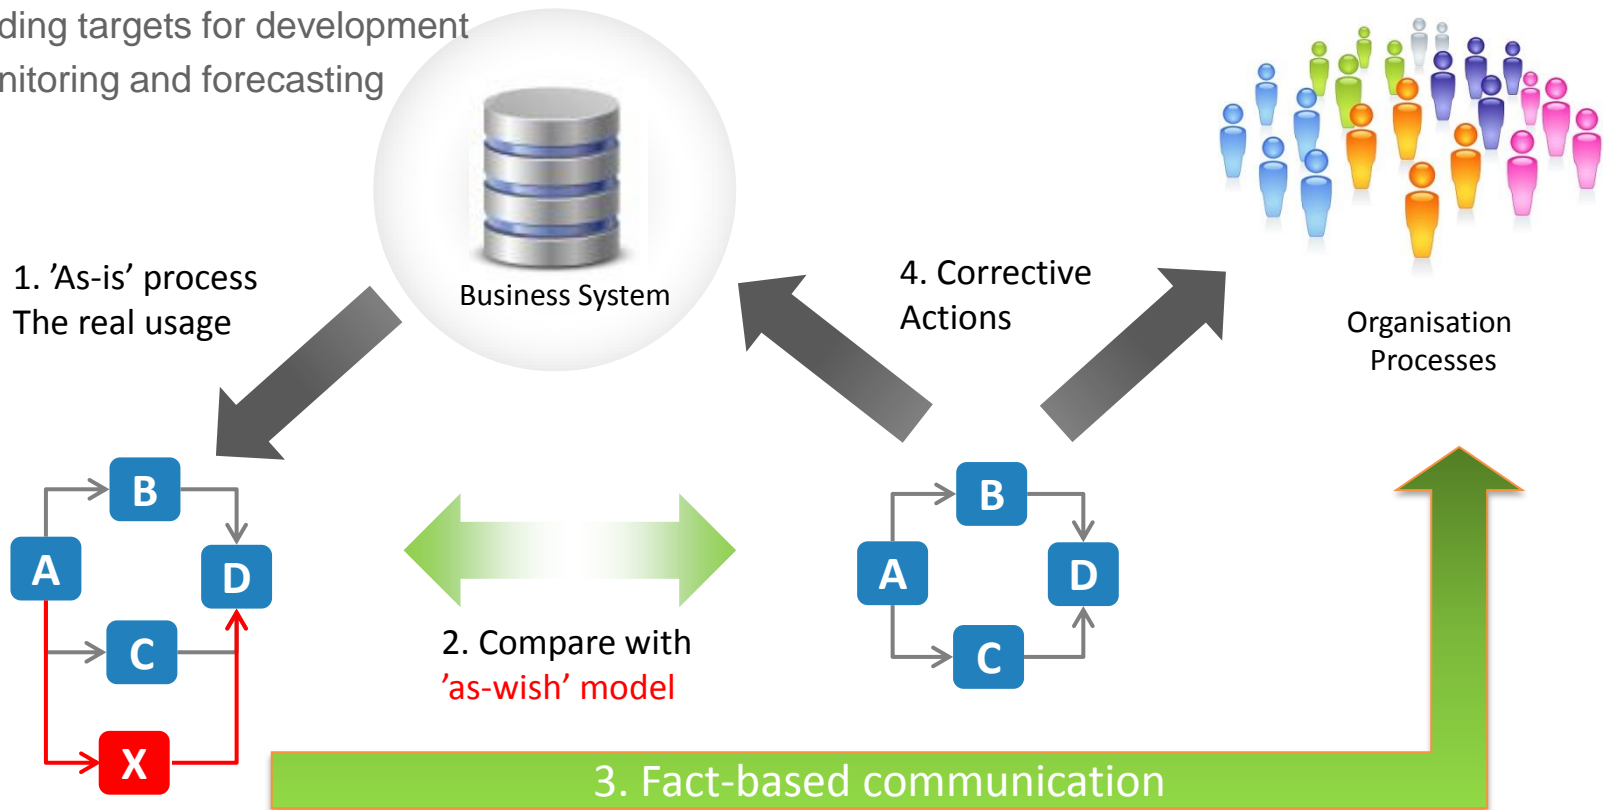 ding targets for development
nitoring and forecasting
Business System
1. ’As-is’ process
The real usage
4. Corrective
Actions
Organisation
Processes
B
A
D
C
X
2. Compare with
’as-wish’ model
B
A
D
C
3. Fact-based communication